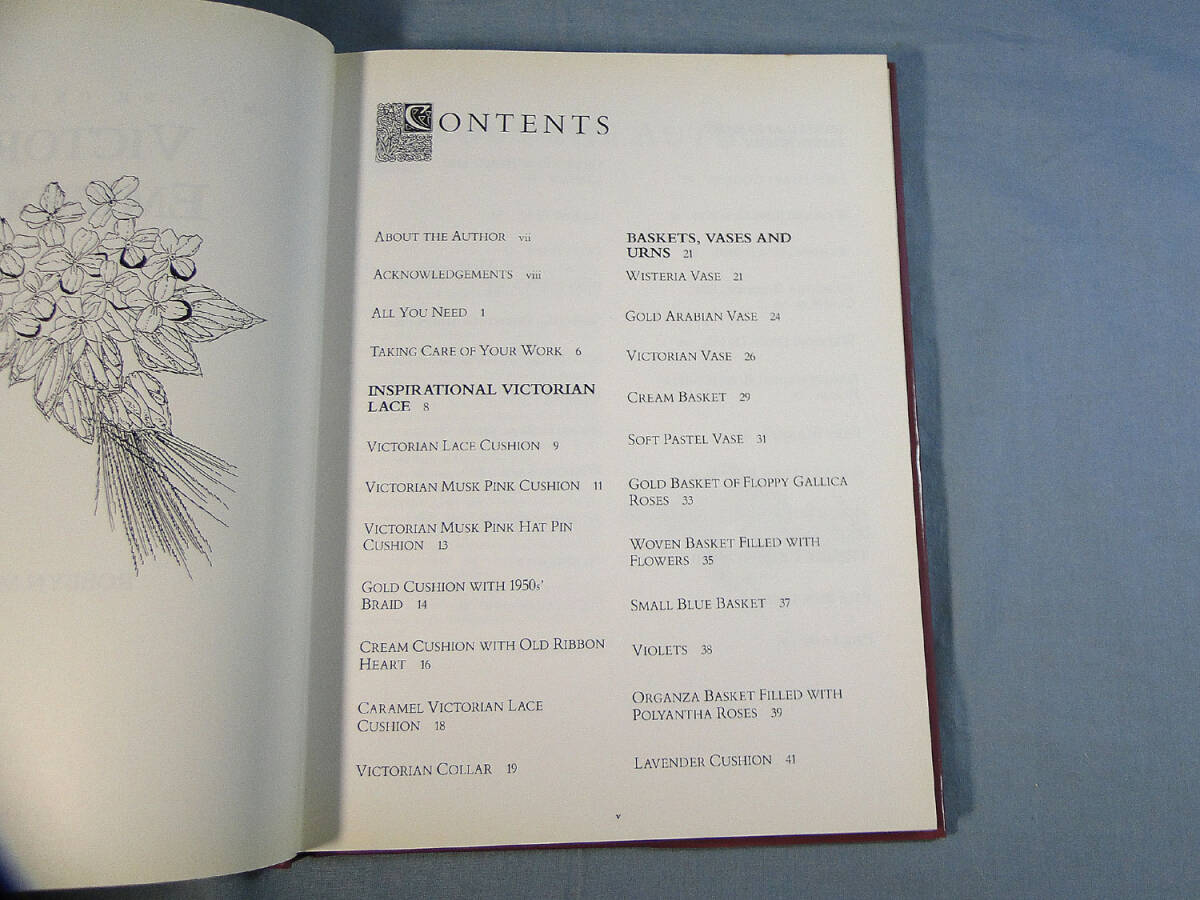 CONTENTS
ABOUT THE AUTHOR vii
ACKNOWLEDGEMENTS viii
ALL YOU NEED 1
TAKING CARE OF YOUR WORK 6
INSPIRATIONAL VICTORIAN
LACE 8
VICTORIAN LACE CUSHION 9
VICTORIAN MUSK PINK CUSHION 11
VICTORIAN MUSK PINK HAT PIN
CUSHION 13
GOLD CUSHION WITH 1950s'
BRAID 14
CREAM CUSHION WITH OLD RIBBON
HEART 16
CARAMEL VICTORIAN LACE
CUSHION 18
VICTORIAN COLLAR 19
BASKETS, VASES AND
URNS 21
WISTERIA VASE 21
GOLD ARABIAN VASE 24
VICTORIAN VASE 26
CREAM BASKET 29
SOFT PASTEL VASE 31
GOLD BASKET OF FLOPPY GALLICA
ROSES 33
WOVEN BASKET FILLED WITH
FLOWERS 35
SMALL BLUE BASKET 37
VIOLETS 38
ORGANZA BASKET FILLED WITH
POLYANTHA ROSES 39
LAVENDER CUSHION 41
v